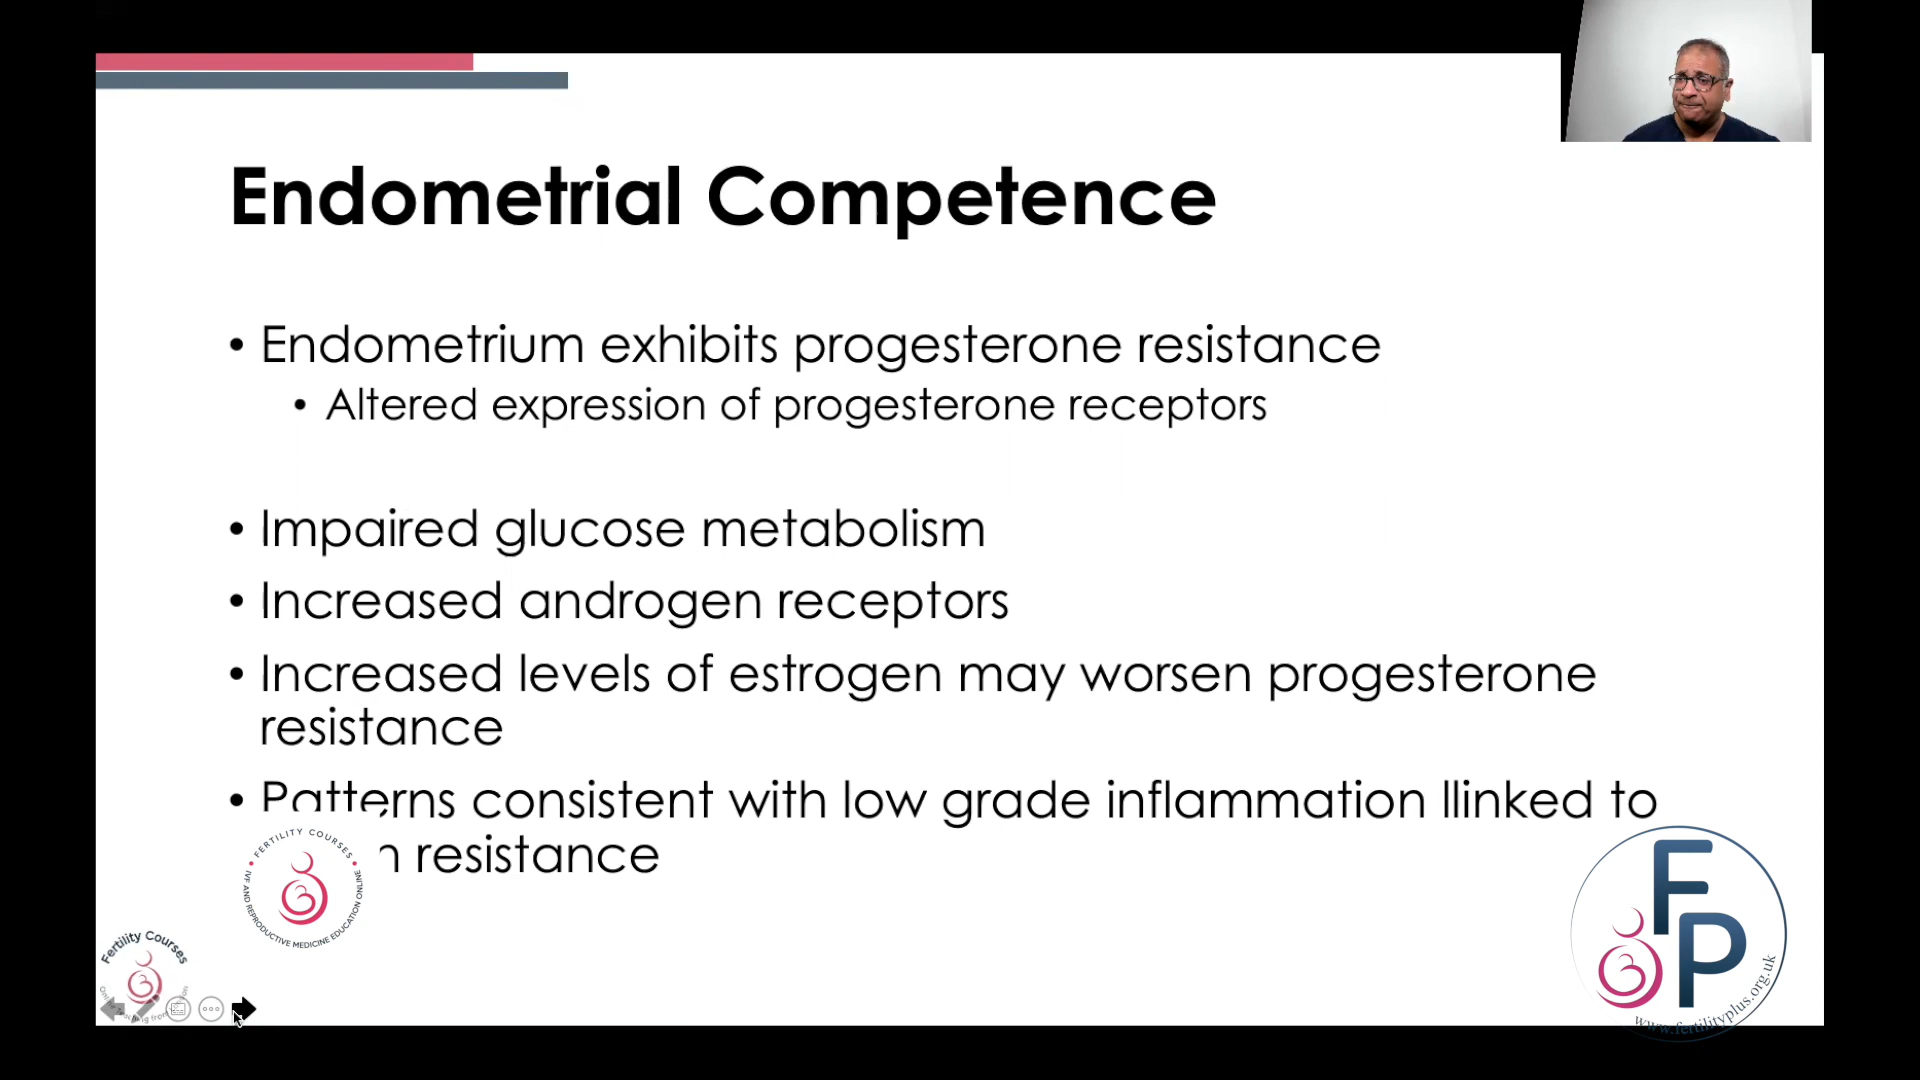 Endometrial Competence
• Endometrium exhibits progesterone resistance
• Altered expression of progesterone receptors
• Impaired glucose metabolism
• Increased androgen receptors
• Increased levels of estrogen may worsen progesterone
resistance
• Patterns consistent with low grade inflammation llinked to
n resistance
• FERTILITY COURSES •
IVF AND REPRODUCTIVE MEDICINE EDUCATION ONLINE
Fertility Courses
FP
www.fertilityplus.org.uk